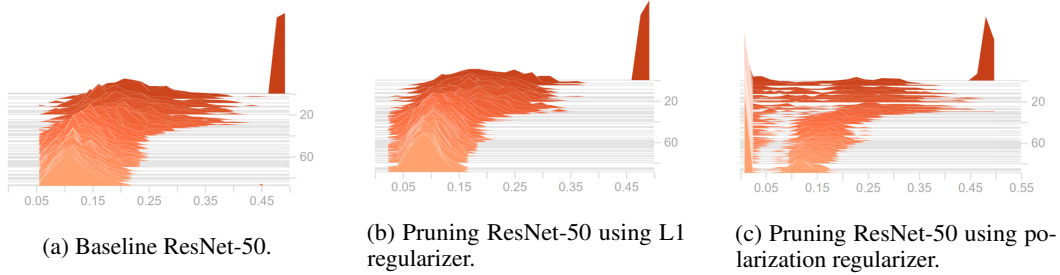 20
60
0.05 0.15 0.25 0.35 0.45
20
60
0.05 0.15 0.25 0.35 0.45
20
60
0.05 0.15 0.25 0.35 0.45 0.55
(a) Baseline ResNet-50.
(b) Pruning ResNet-50 using L1
regularizer.
(c) Pruning ResNet-50 using po-
larization regularizer.